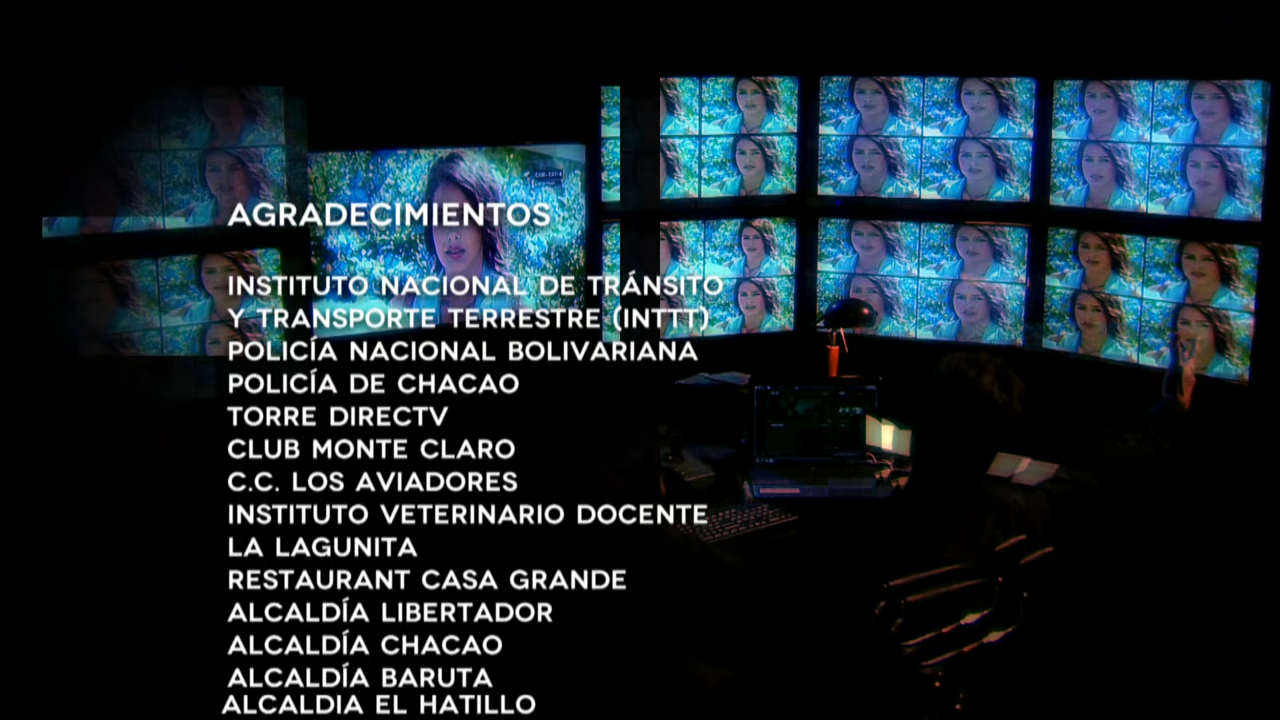 AGRADECIMIENTOS
INSTITUTO NACIONAL DE TRÁNSITO
Y TRANSPORTE TERRESTRE (INTTT)
POLICÍA NACIONAL BOLIVARIANA
POLICÍA DE CHACAO
TORRE DIRECTV
CLUB MONTE CLARO
C.C. LOS AVIADORES
INSTITUTO VETERINARIO DOCENTE
LA LAGUNITA
RESTAURANT CASA GRANDE
ALCALDÍA LIBERTADOR
ALCALDÍA CHACAO
ALCALDÍA BARUTA
ALCALDIA EL HATILLO